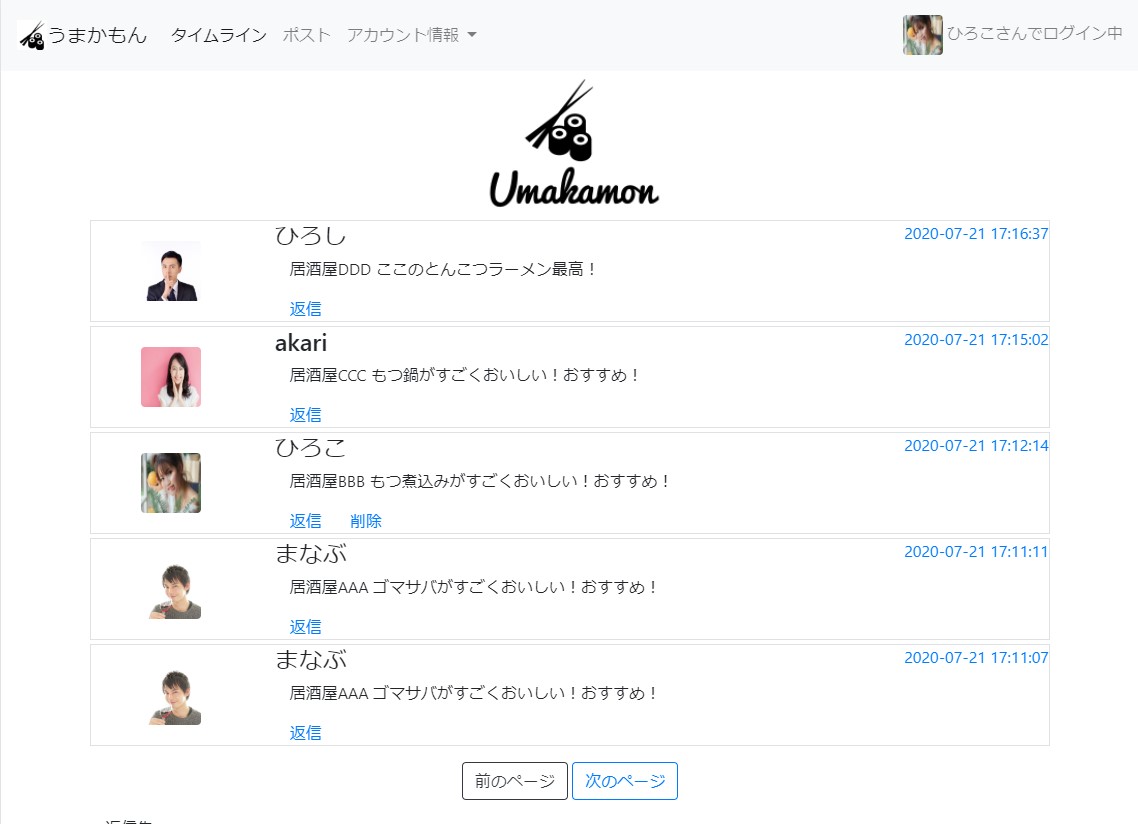 うまかもん タイムライン ポスト アカウント情報 ひろこさんでログイン中
Umakamon
ひろし 2020-07-21 17:16:37
居酒屋DDD ここのとんこつラーメン最高！
返信
akari 2020-07-21 17:15:02
居酒屋CCC もつ鍋がすごくおいしい！おすすめ！
返信
ひろこ 2020-07-21 17:12:14
居酒屋BBB もつ煮込みがすごくおいしい！おすすめ！
返信 削除
まなぶ 2020-07-21 17:11:11
居酒屋AAA ゴマサバがすごくおいしい！おすすめ！
返信
まなぶ 2020-07-21 17:11:07
居酒屋AAA ゴマサバがすごくおいしい！おすすめ！
返信
前のページ 次のページ